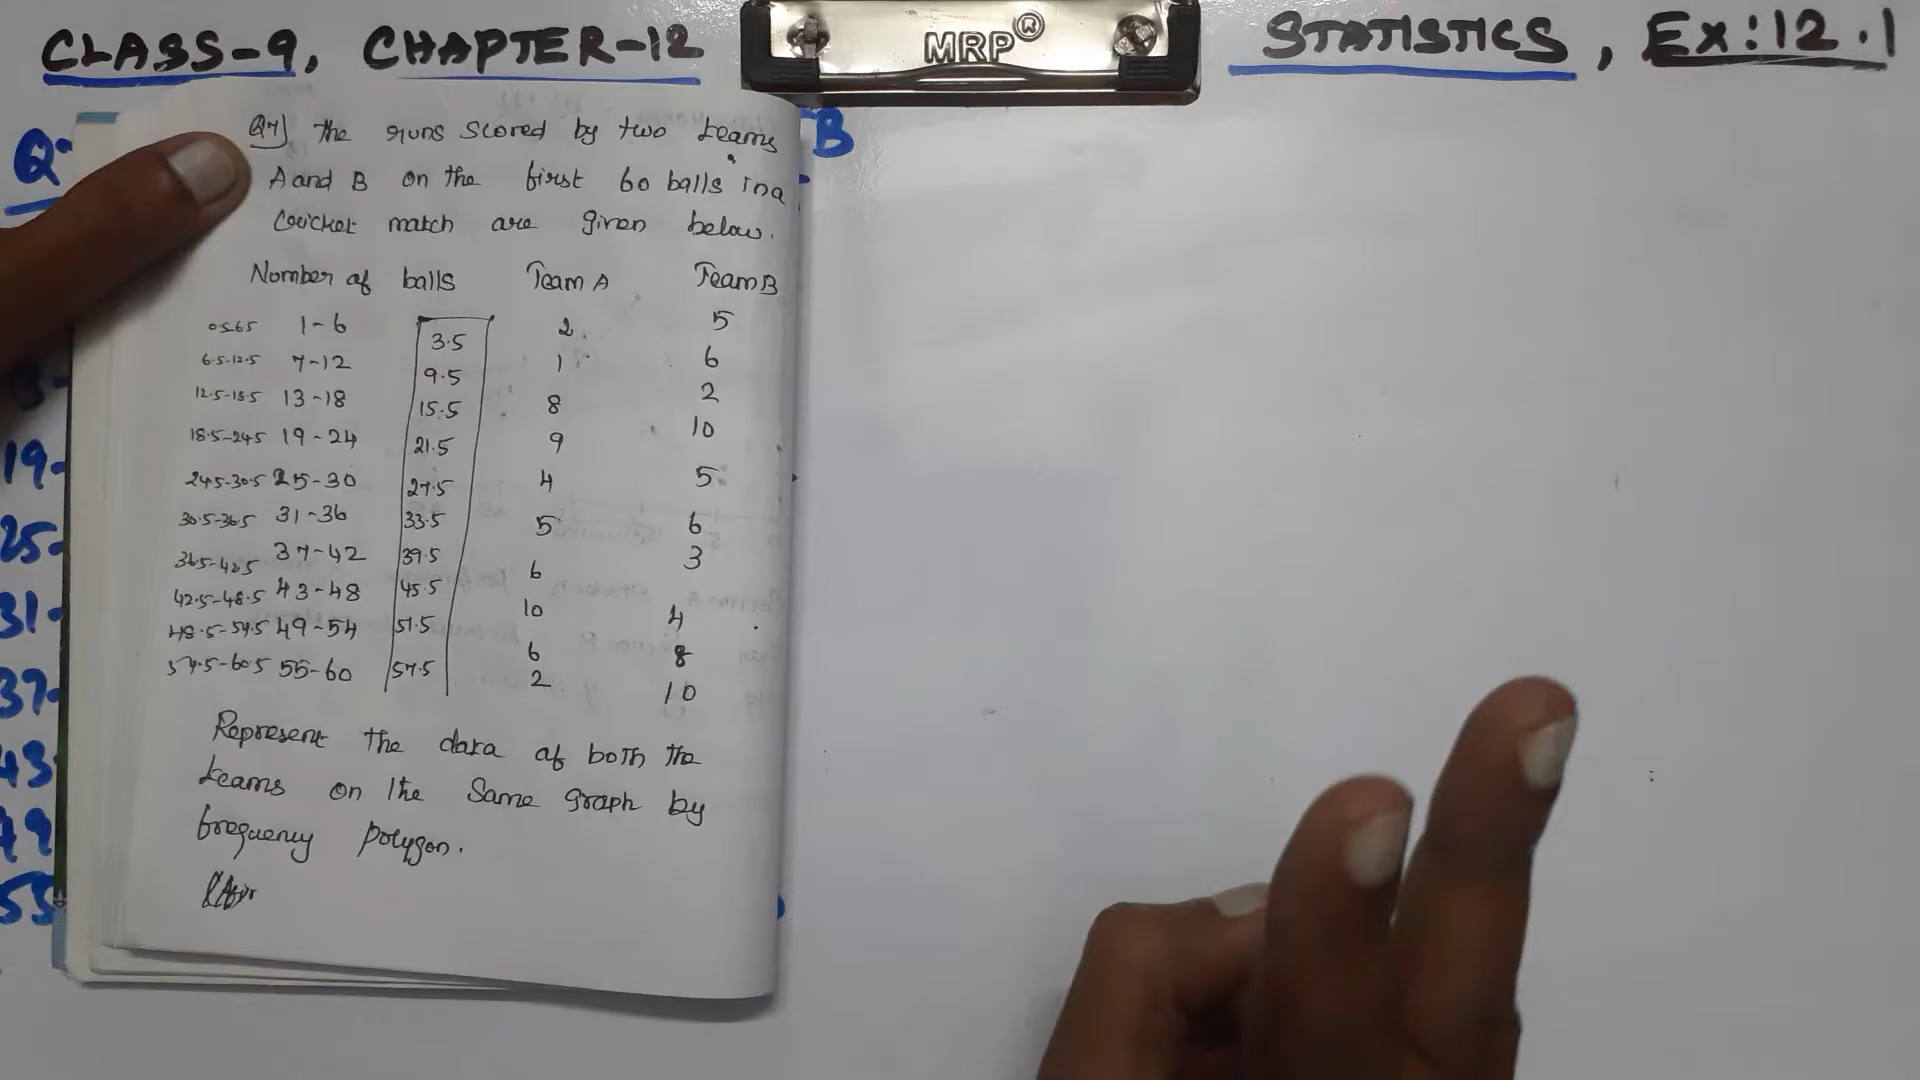 CLASS-9, CHAPTER-12
MRP®
STATISTICS, Ex:12.1
Q7
B
Q7) the runs scored by two teams
A and B on the first 60 balls in a
Cricket match are given below.
Number of balls Team A Team B
0.5-6.5 1-6 3.5 2 5
6.5-12.5 7-12 9.5 1 6
12.5-18.5 13-18 15.5 8 2
18.5-24.5 19-24 21.5 9 10
24.5-30.5 25-30 27.5 4 5
30.5-36.5 31-36 33.5 5 6
36.5-42.5 37-42 39.5 6 3
42.5-48.5 43-48 45.5 10 4
48.5-54.5 49-54 51.5 6 8
54.5-60.5 55-60 57.5 2 10
Represent the data of both the
teams on the same graph by
frequency polygon.
19-
25-
31-
37-
43
49
55